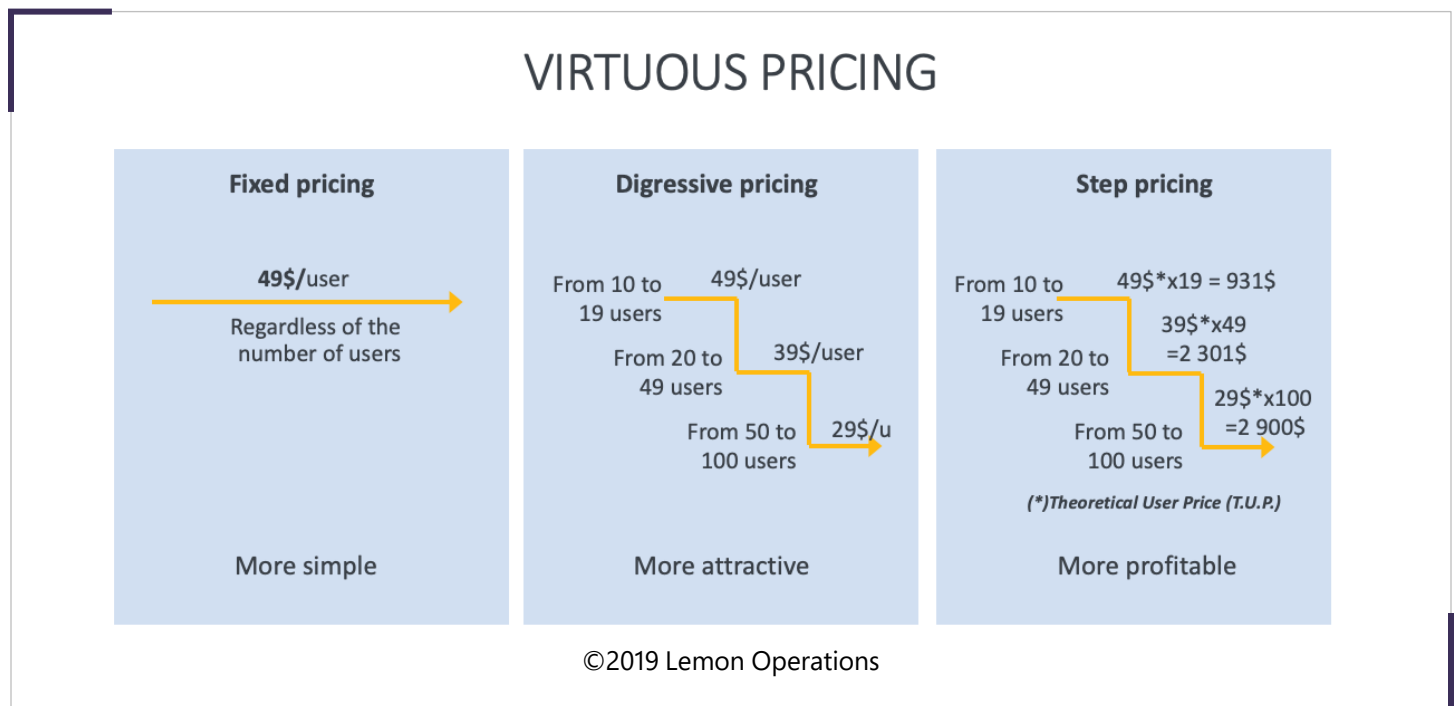 VIRTUOUS PRICING
Fixed pricing
49$/user
Regardless of the
number of users
More simple
Digressive pricing
From 10 to
19 users
49$/user
From 20 to
49 users
39$/user
From 50 to
100 users
29$/u
More attractive
Step pricing
From 10 to
19 users
49$*x19 = 931$
From 20 to
49 users
39$*x49
=2 301$
From 50 to
100 users
29$*x100
=2 900$
(*)Theoretical User Price (T.U.P.)
More profitable
©2019 Lemon Operations